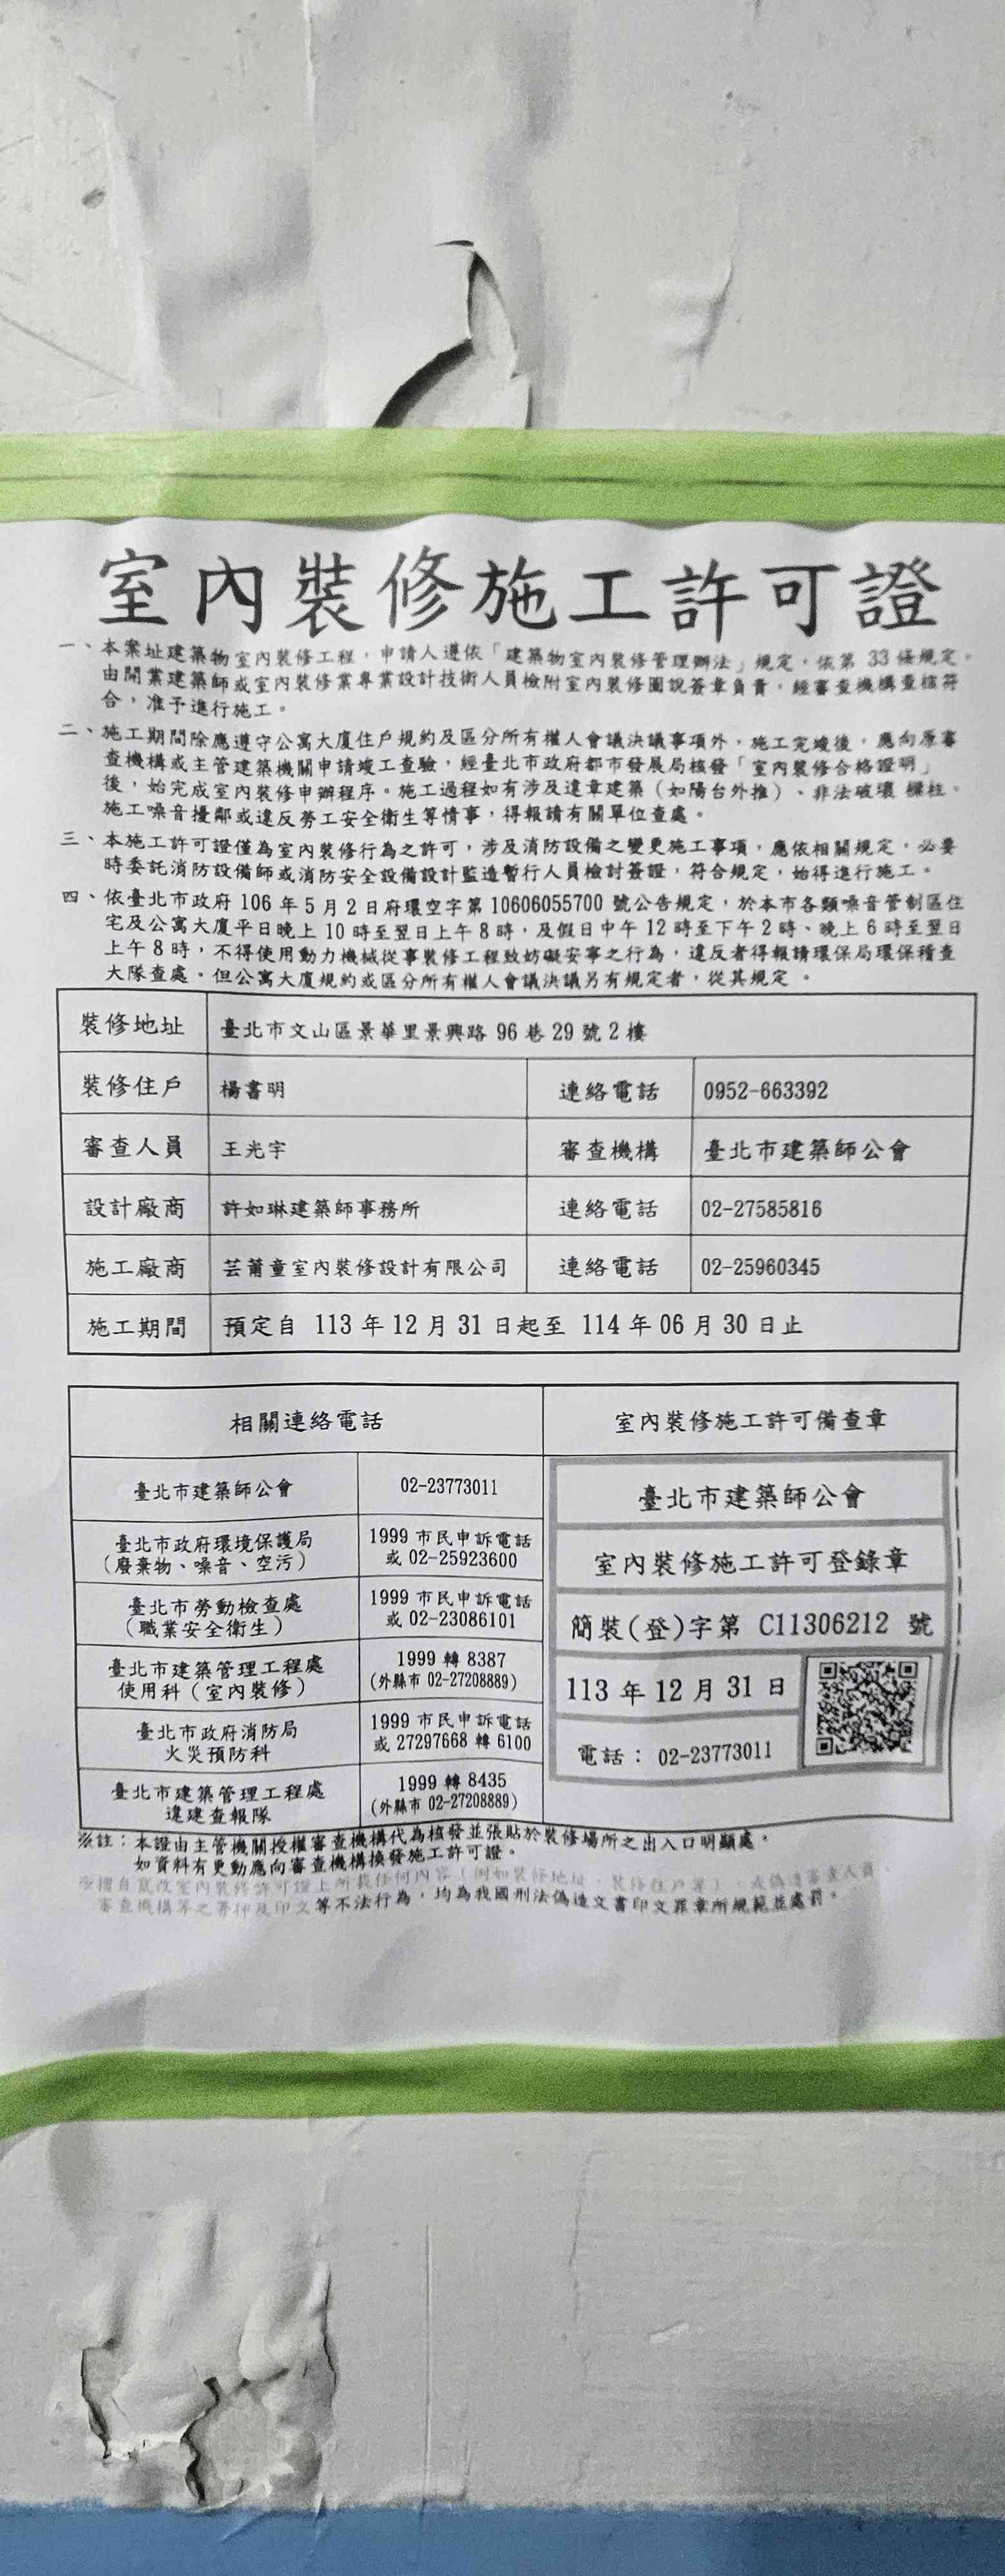 室內裝修施工許可證
一、本案址建築物室內裝修工程，申請人遵依「建築物室內裝修管理辦法」規定，依第 33 條規定，
由開業建築師或室內裝修業專業設計技術人員檢附室內裝修圖說簽章負責，經審查機構查核符
合，准予進行施工。
二、施工期間除應遵守公寓大廈住戶規約及區分所有權人會議決議事項外，施工完竣後，應向原審
查機構或主管建築機關申請竣工查驗，經臺北市政府都市發展局核發「室內裝修合格證明」
後，始完成室內裝修申辦程序。施工過程如有涉及違章建築（如陽台外推）、非法破壞 樑柱、
施工噪音擾鄰或違反勞工安全衛生等情事，得報請有關單位查處。
三、本施工許可證僅為室內裝修行為之許可，涉及消防設備之變更施工事項，應依相關規定，必要
時委託消防設備師或消防安全設備設計監造暫行人員檢討簽證，符合規定，始得進行施工。
四、依臺北市政府 106 年 5 月 2 日府環空字第 10606055700 號公告規定，於本市各類噪音管制區住
宅及公寓大廈平日晚上 10 時至翌日上午 8 時，及假日中午 12 時至下午 2 時、晚上 6 時至翌日
上午 8 時，不得使用動力機械從事裝修工程致妨礙安寧之行為，違反者得報請環保局環保稽查
大隊查處。但公寓大廈規約或區分所有權人會議決議另有規定者，從其規定。
裝修地址 臺北市文山區景華里景興路 96 巷 29 號 2 樓
裝修住戶 楊書明 連絡電話 0952-663392
審查人員 王光宇 審查機構 臺北市建築師公會
設計廠商 許如琳建築師事務所 連絡電話 02-27585816
施工廠商 芸莆童室內裝修設計有限公司 連絡電話 02-25960345
施工期間 預定自 113 年 12 月 31 日起至 114 年 06 月 30 日止
相關連絡電話
臺北市建築師公會 02-23773011
臺北市政府環境保護局 1999 市民申訴電話
（廢棄物、噪音、空污） 或 02-25923600
臺北市勞動檢查處 1999 市民申訴電話
（職業安全衛生） 或 02-23086101
臺北市建築管理工程處 1999 轉 8387
使用科（室內裝修） (外縣市 02-27208889)
臺北市政府消防局 1999 市民申訴電話
火災預防科 或 27297668 轉 6100
臺北市建築管理工程處 1999 轉 8435
違建查報隊 (外縣市 02-27208889)
室內裝修施工許可備查章
臺北市建築師公會
室內裝修施工許可登錄章
簡裝(登)字第 C11306212 號
113 年 12 月 31 日
電話： 02-23773011
※註：本證由主管機關授權審查機構代為核發並張貼於裝修場所之出入口明顯處。
如資料有更動應向審查機構換發施工許可證。
※擅自竄改室內裝修許可證上所載任何內容（例如裝修地址、裝修住戶等），或偽造審查人員、
審查機構等之簽押及印文等不法行為，均為我國刑法偽造文書印文罪章所規範並處罰。